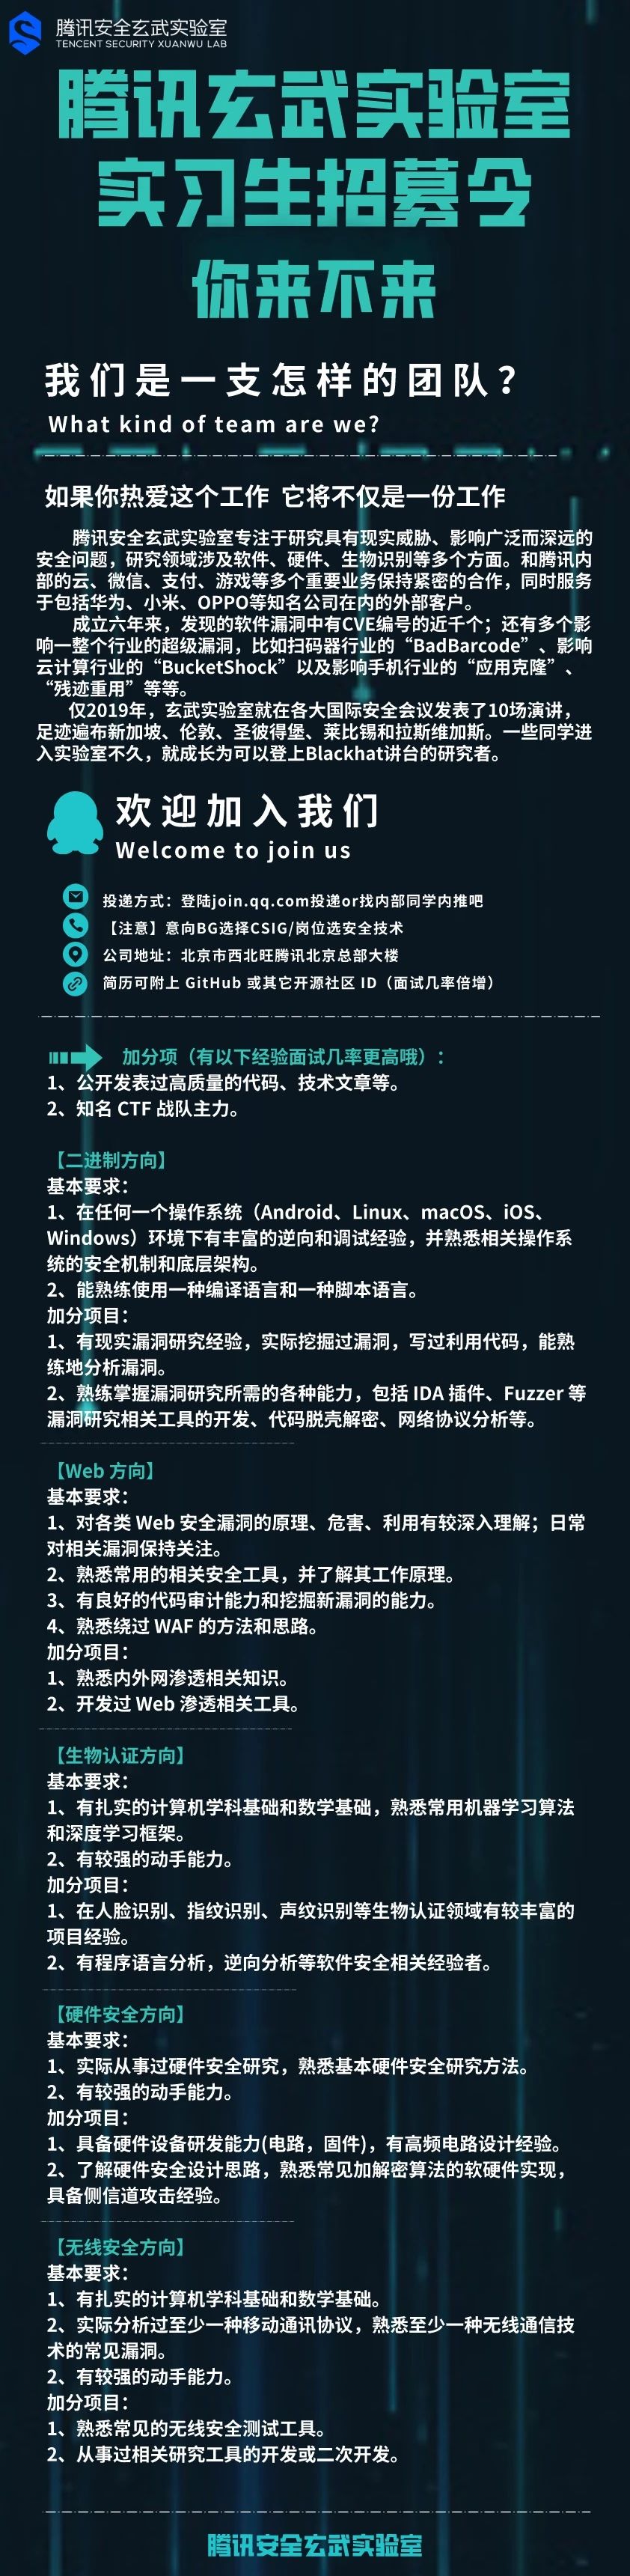 腾讯安全玄武实验室
TENCENT SECURITY XUANWU LAB
腾讯玄武实验室
实习生招募令
你来不来
我们是一支怎样的团队？
What kind of team are we?
如果你热爱这个工作 它将不仅是一份工作
腾讯安全玄武实验室专注于研究具有现实威胁、影响广泛而深远的
安全问题，研究领域涉及软件、硬件、生物识别等多个方面。和腾讯内
部的云、微信、支付、游戏等多个重要业务保持紧密的合作，同时服务
于包括华为、小米、OPPO等知名公司在内的外部客户。
成立六年来，发现的软件漏洞中有CVE编号的近千个；还有多个影
响一整个行业的超级漏洞，比如扫码器行业的“BadBarcode”、影响
云计算行业的“BucketShock”以及影响手机行业的“应用克隆”、
“残迹重用”等等。
仅2019年，玄武实验室就在各大国际安全会议发表了10场演讲，
足迹遍布新加坡、伦敦、圣彼得堡、莱比锡和拉斯维加斯。一些同学进
入实验室不久，就成长为可以登上Blackhat讲台的研究者。
欢迎加入我们
Welcome to join us
投递方式：登陆join.qq.com投递or找内部同学内推吧
【注意】意向BG选择CSIG/岗位选安全技术
公司地址：北京市西北旺腾讯北京总部大楼
简历可附上 GitHub 或其它开源社区 ID（面试几率倍增）
加分项（有以下经验面试几率更高哦）：
1、公开发表过高质量的代码、技术文章等。
2、知名 CTF 战队主力。
【二进制方向】
基本要求：
1、在任何一个操作系统（Android、Linux、macOS、iOS、
Windows）环境下有丰富的逆向和调试经验，并熟悉相关操作系
统的安全机制和底层架构。
2、能熟练使用一种编译语言和一种脚本语言。
加分项目：
1、有现实漏洞研究经验，实际挖掘过漏洞，写过利用代码，能熟
练地分析漏洞。
2、熟练掌握漏洞研究所需的各种能力，包括 IDA 插件、Fuzzer 等
漏洞研究相关工具的开发、代码脱壳解密、网络协议分析等。
【Web 方向】
基本要求：
1、对各类 Web 安全漏洞的原理、危害、利用有较深入理解；日常
对相关漏洞保持关注。
2、熟悉常用的相关安全工具，并了解其工作原理。
3、有良好的代码审计能力和挖掘新漏洞的能力。
4、熟悉绕过 WAF 的方法和思路。
加分项目：
1、熟悉内外网渗透相关知识。
2、开发过 Web 渗透相关工具。
【生物认证方向】
基本要求：
1、有扎实的计算机学科基础和数学基础，熟悉常用机器学习算法
和深度学习框架。
2、有较强的动手能力。
加分项目：
1、在人脸识别、指纹识别、声纹识别等生物认证领域有较丰富的
项目经验。
2、有程序语言分析，逆向分析等软件安全相关经验者。
【硬件安全方向】
基本要求：
1、实际从事过硬件安全研究，熟悉基本硬件安全研究方法。
2、有较强的动手能力。
加分项目：
1、具备硬件设备研发能力(电路，固件)，有高频电路设计经验。
2、了解硬件安全设计思路，熟悉常见加解密算法的软硬件实现，
具备侧信道攻击经验。
【无线安全方向】
基本要求：
1、有扎实的计算机学科基础和数学基础。
2、实际分析过至少一种移动通讯协议，熟悉至少一种无线通信技
术的常见漏洞。
2、有较强的动手能力。
加分项目：
1、熟悉常见的无线安全测试工具。
2、从事过相关研究工具的开发或二次开发。
腾讯安全玄武实验室